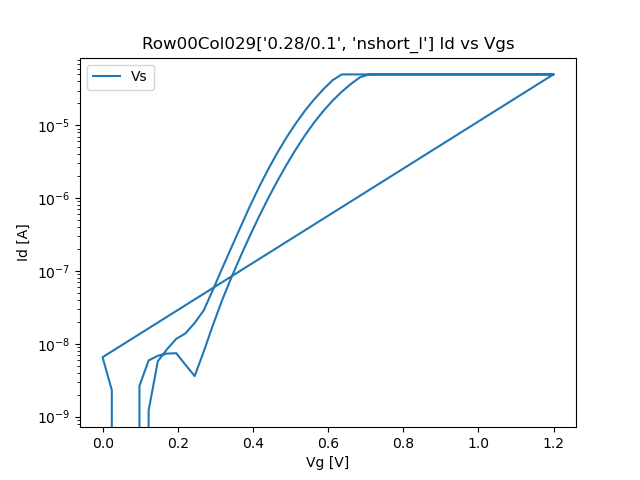 Row00Col029['0.28/0.1', 'nshort_l'] Id vs Vgs
Vs
Id [A]
10⁻⁵
10⁻⁶
10⁻⁷
10⁻⁸
10⁻⁹
0.0 0.2 0.4 0.6 0.8 1.0 1.2
Vg [V]